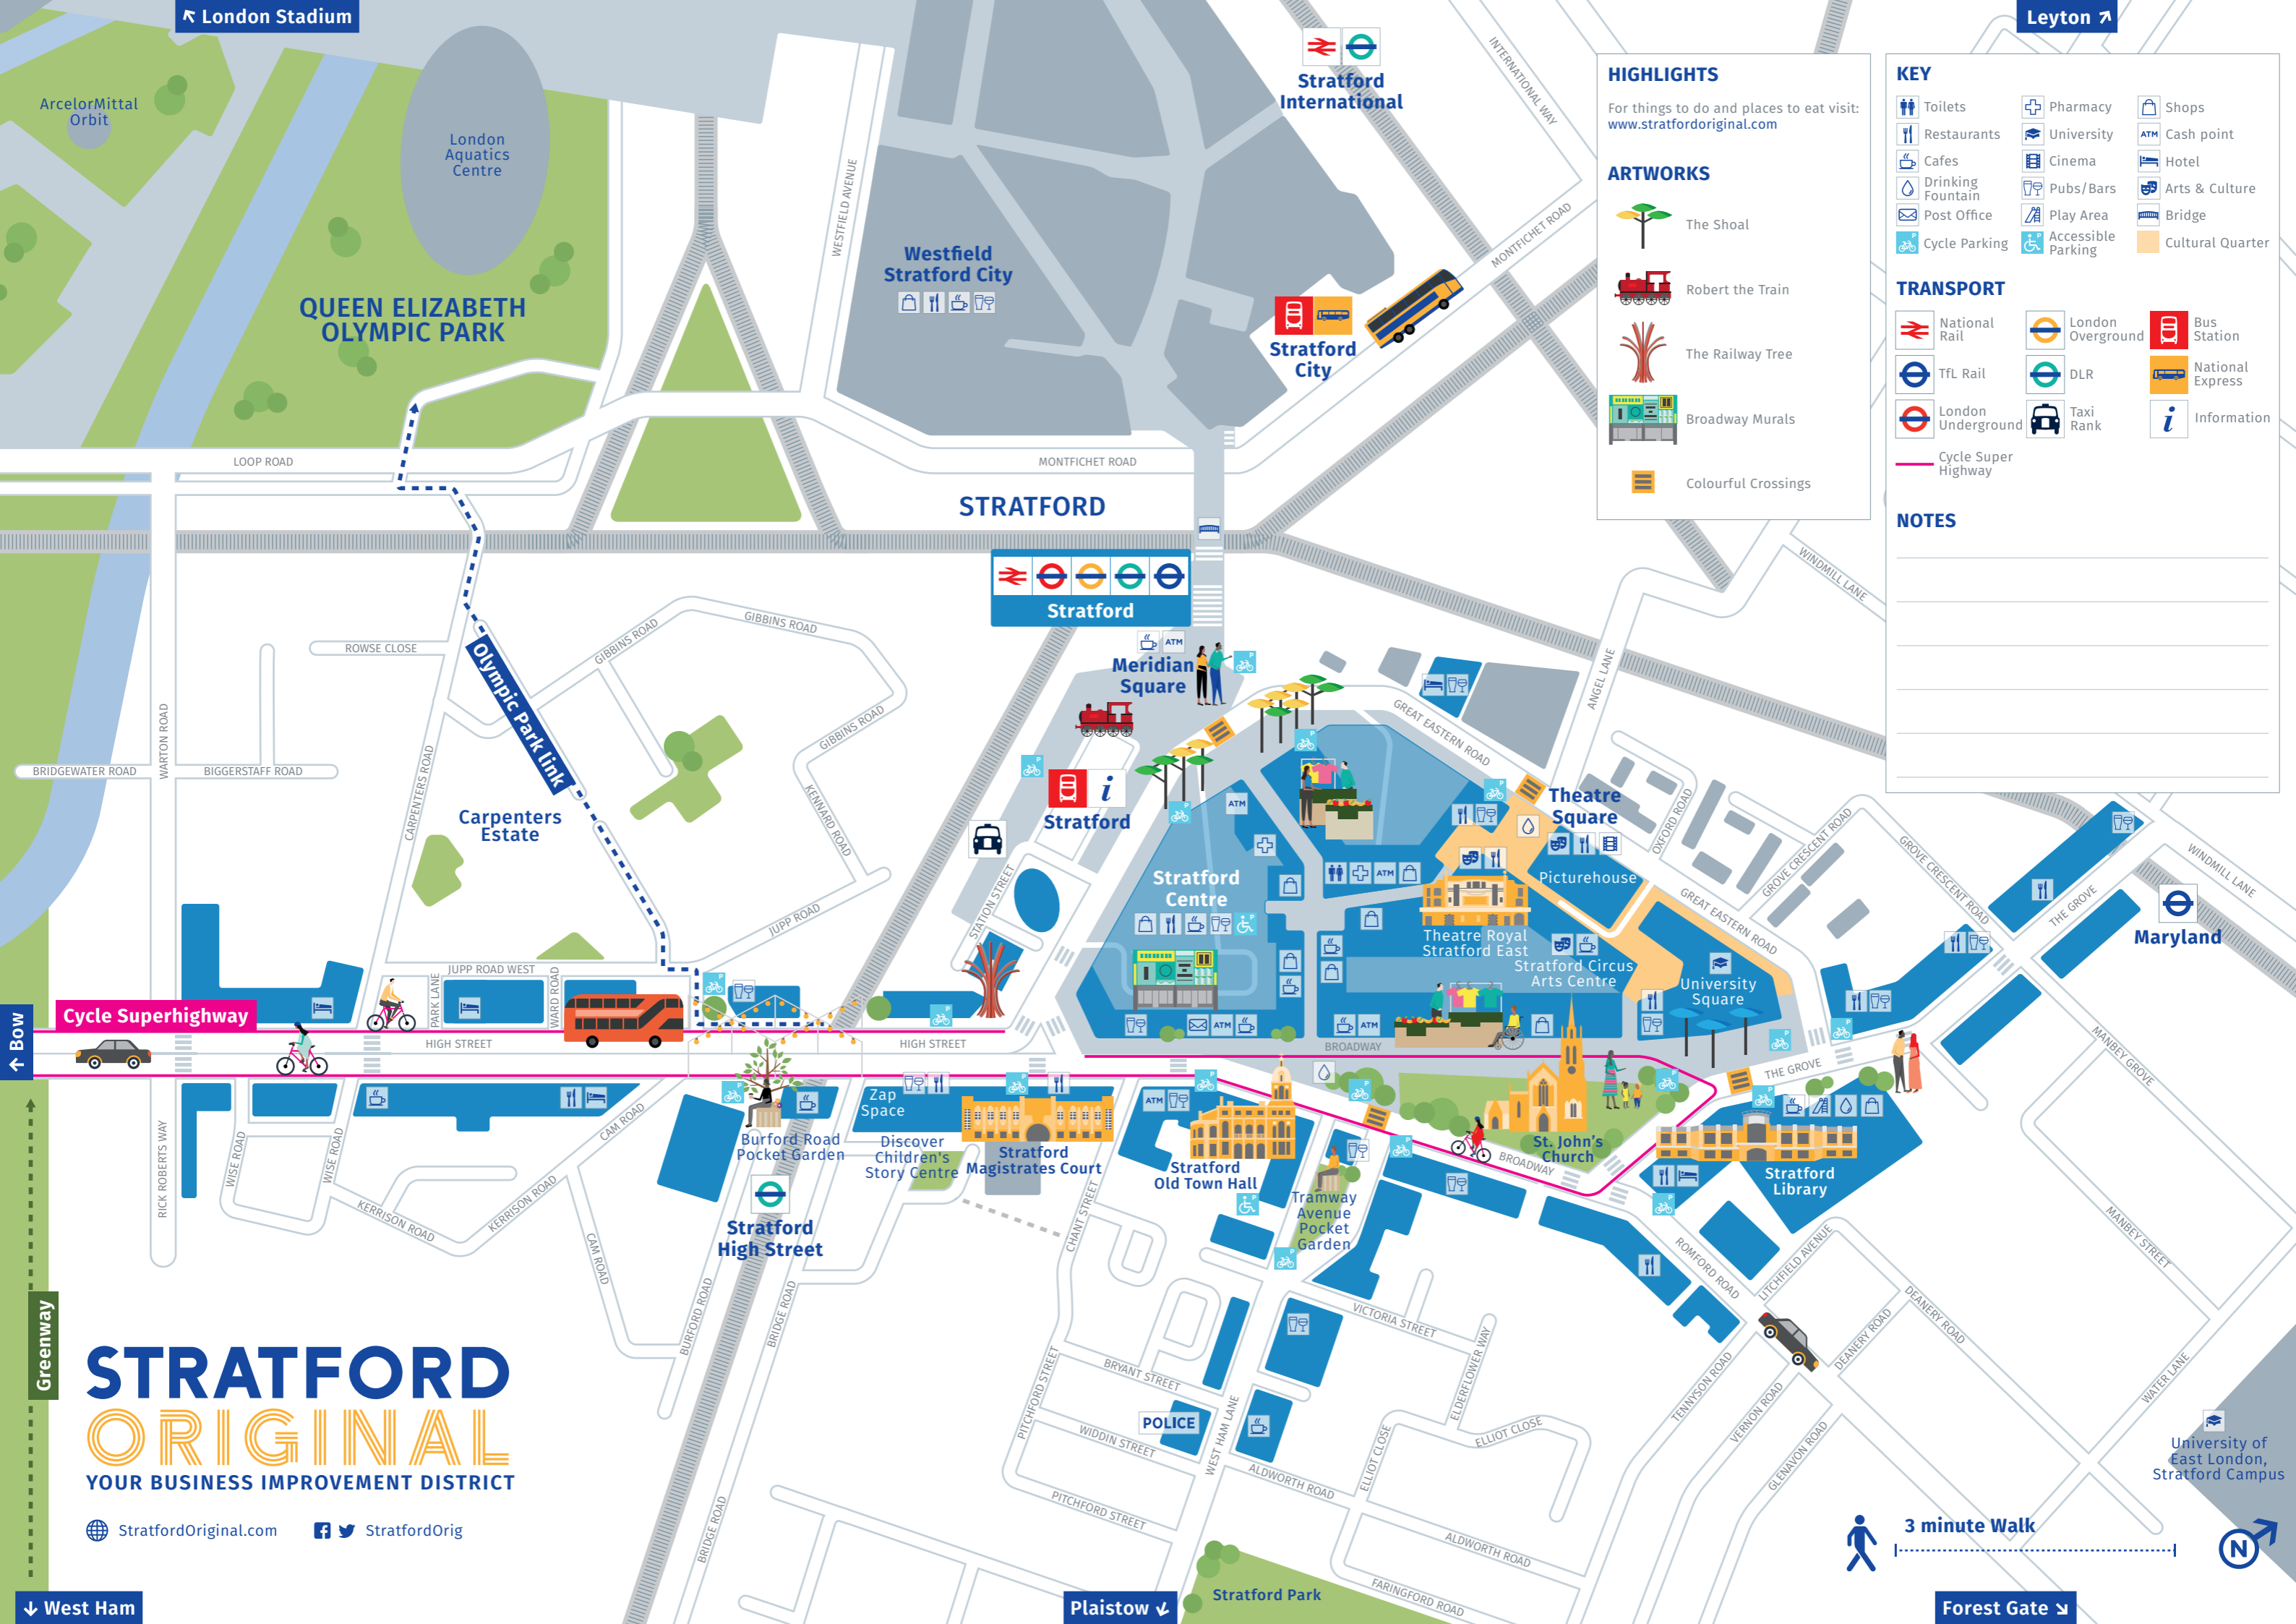 London Stadium
Leyton
ArcelorMittal
Orbit
London
Aquatics
Centre
QUEEN ELIZABETH
OLYMPIC PARK
WESTFIELD AVENUE
Westfield
Stratford City
Stratford
International
INTERNATIONAL WAY
MONTFICHET ROAD
Stratford
City
LOOP ROAD
MONTFICHET ROAD
STRATFORD
Stratford
HIGHLIGHTS
For things to do and places to eat visit:
www.stratfordoriginal.com
ARTWORKS
The Shoal
Robert the Train
The Railway Tree
Broadway Murals
Colourful Crossings
KEY
Toilets
Restaurants
Cafes
Drinking
Fountain
Post Office
P
Cycle Parking
Pharmacy
University
Cinema
Pubs/Bars
Play Area
P
Accessible
Parking
Shops
ATM
Cash point
Hotel
Arts & Culture
Bridge
Cultural Quarter
TRANSPORT
National
Rail
London
Overground
Bus
Station
TfL Rail
DLR
National
Express
London
Underground
Taxi
Rank
i
Information
Cycle Super
Highway
NOTES
WINDMILL LANE
ROWSE CLOSE
GIBBINS ROAD
GIBBINS ROAD
GIBBINS ROAD
Olympic Park link
WARTON ROAD
BRIDGEWATER ROAD
BIGGERSTAFF ROAD
CARPENTERS ROAD
Carpenters
Estate
KENNARD ROAD
JUPP ROAD
JUPP ROAD WEST
PARK LANE
WARD ROAD
ATM
Meridian
Square
P
i
Stratford
STATION STREET
ANGEL LANE
GREAT EASTERN ROAD
Theatre
Square
OXFORD ROAD
GROVE CRESCENT ROAD
GROVE CRESCENT ROAD
THE GROVE
WINDMILL LANE
Maryland
ATM
Stratford
Centre
ATM
Picturehouse
Theatre Royal
Stratford East
Stratford Circus
Arts Centre
GREAT EASTERN ROAD
University
Square
ATM
ATM
BROADWAY
THE GROVE
MANBEY GROVE
Bow
Cycle Superhighway
HIGH STREET
HIGH STREET
RICK ROBERTS WAY
WISE ROAD
WISE ROAD
KERRISON ROAD
KERRISON ROAD
CAM ROAD
CAM ROAD
Burford Road
Pocket Garden
Zap
Space
Discover
Children's
Story Centre
Stratford
Magistrates Court
ATM
Stratford
Old Town Hall
Tramway
Avenue
Pocket
Garden
BROADWAY
St. John's
Church
Stratford
Library
Stratford
High Street
BURFORD ROAD
BRIDGE ROAD
BRIDGE ROAD
CHANT STREET
PITCHFORD STREET
BRYANT STREET
WIDDIN STREET
PITCHFORD STREET
POLICE
WEST HAM LANE
VICTORIA STREET
ELDERFLOWER WAY
ELLIOT CLOSE
ELLIOT CLOSE
ALDWORTH ROAD
ALDWORTH ROAD
FARINGFORD ROAD
ROMFORD ROAD
LITCHFIELD AVENUE
DEANERY ROAD
DEANERY ROAD
TENNYSON ROAD
VERNON ROAD
GLENAVON ROAD
MANBEY STREET
WATER LANE
University of
East London,
Stratford Campus
Greenway
STRATFORD
ORIGINAL
YOUR BUSINESS IMPROVEMENT DISTRICT
StratfordOriginal.com
StratfordOrig
3 minute Walk
N
Stratford Park
West Ham
Plaistow
Forest Gate